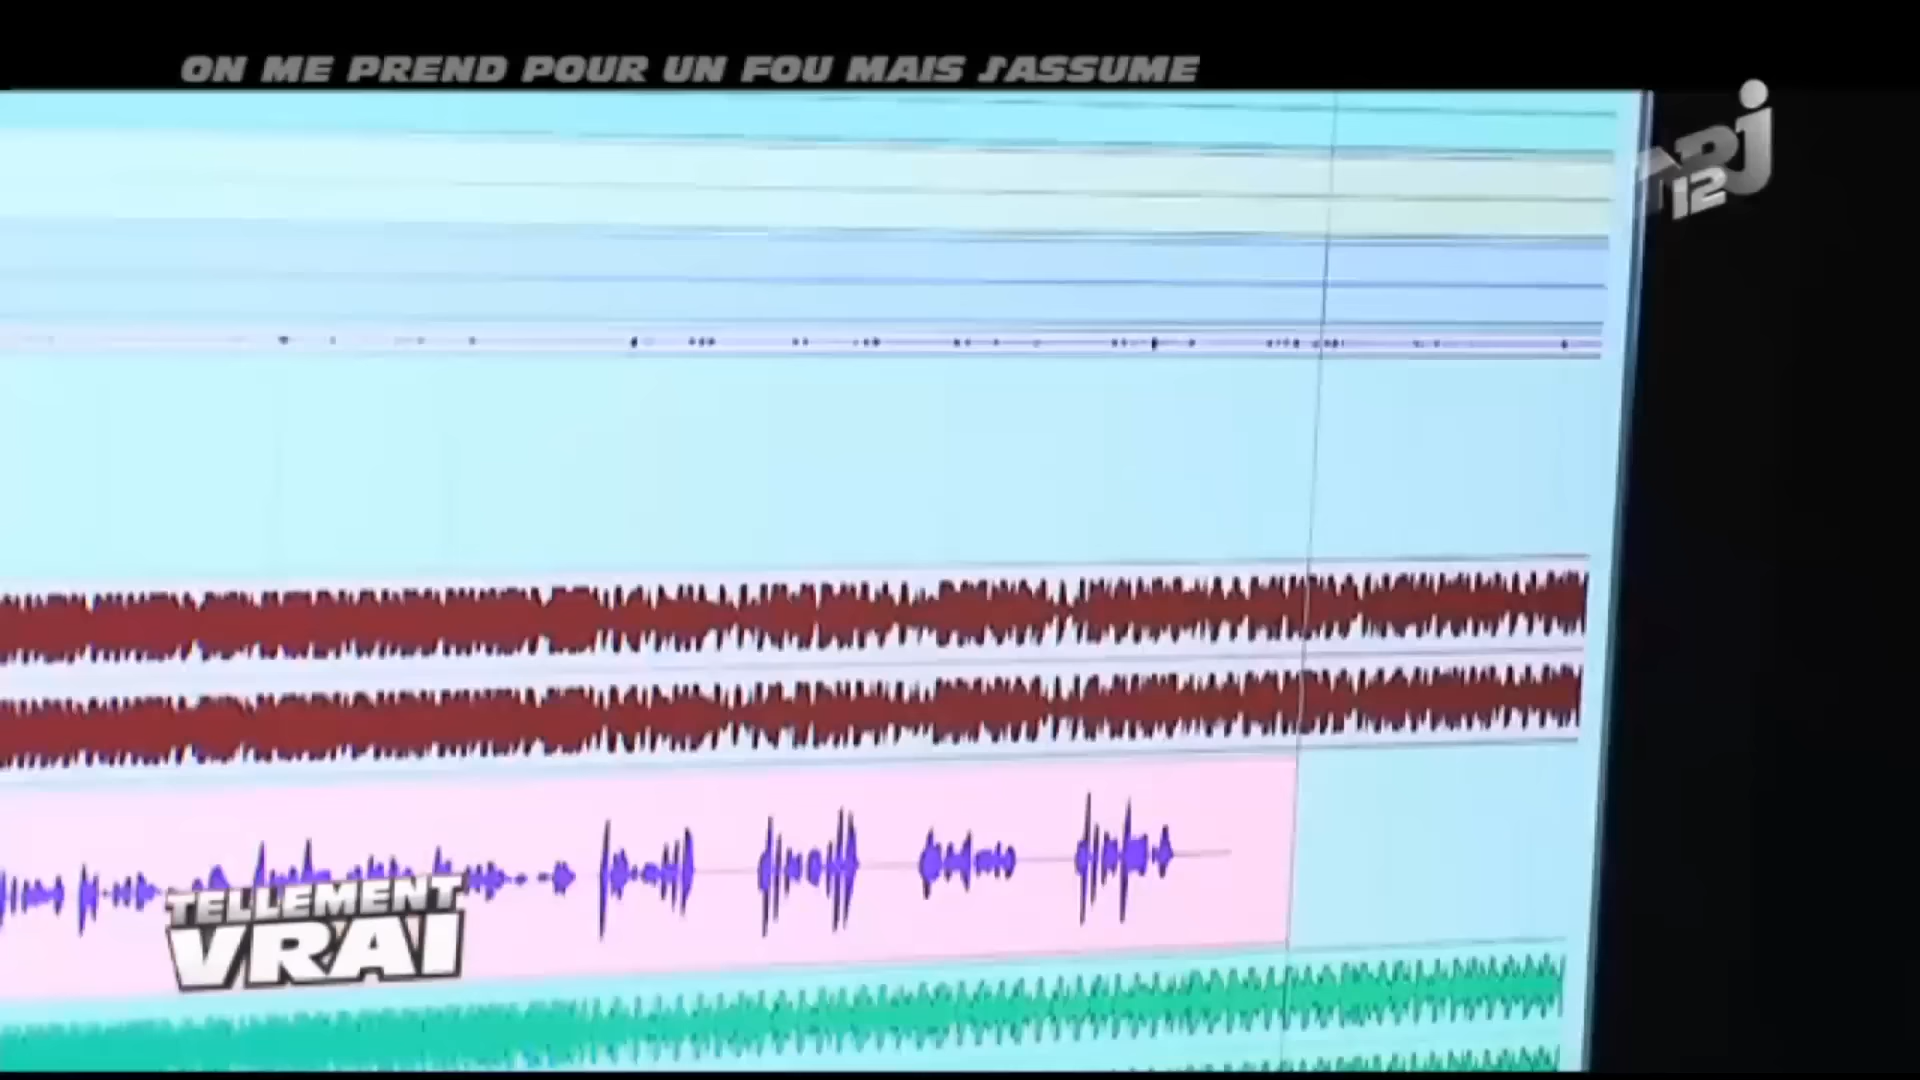 ON ME PREND POUR UN FOU MAIS J'ASSUME
NRJ
12
TELLEMENT
VRAI